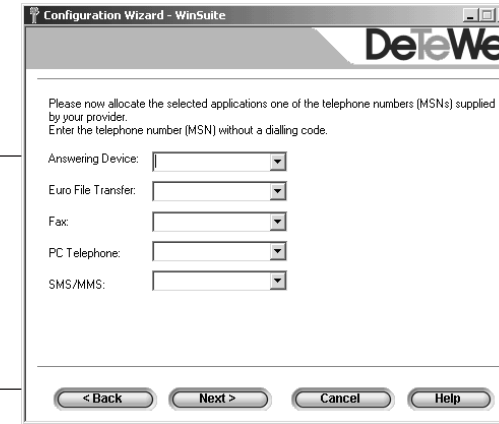 Configuration Wizard - WinSuite
DeTeWe
Please now allocate the selected applications one of the telephone numbers (MSNs) supplied
by your provider.
Enter the telephone number (MSN) without a dialling code.
Answering Device:
Euro File Transfer:
Fax:
PC Telephone:
SMS/MMS:
< Back Next > Cancel Help